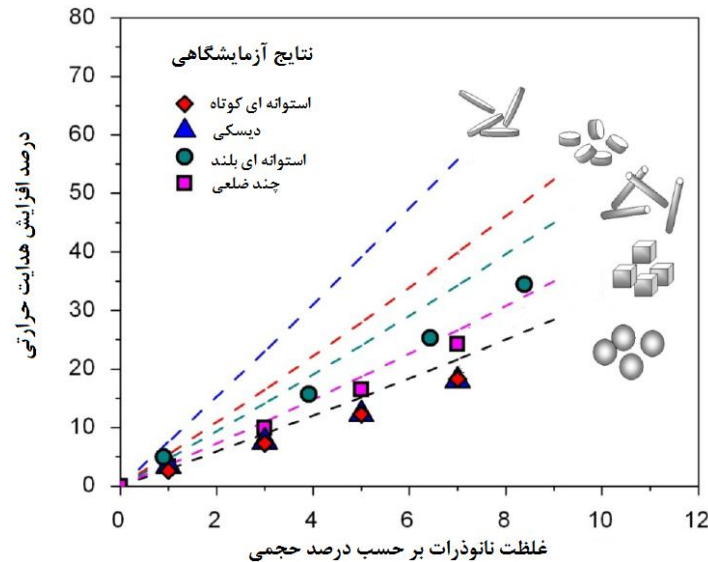 نتایج آزمایشگاهی
استوانه ای کوتاه
دیسکی
استوانه ای بلند
چند ضلعی
درصد افزایش هدایت حرارتی
80
70
60
50
40
30
20
10
0
0 2 4 6 8 10 12
غلظت نانوذرات بر حسب درصد حجمی